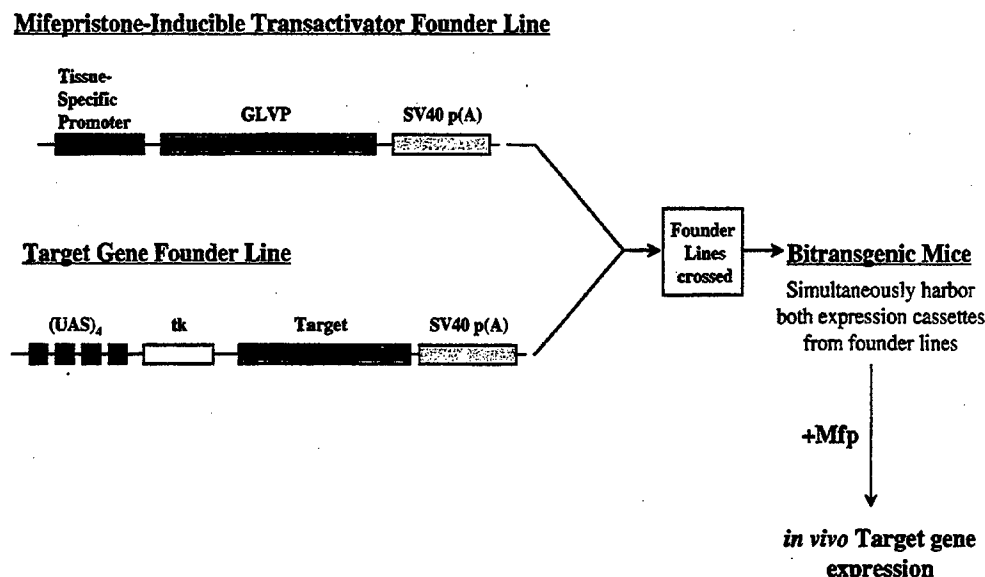 Mifepristone-Inducible Transactivator Founder Line
Tissue-
Specific
Promoter
GLVP
SV40 p(A)
Target Gene Founder Line
(UAS)4
tk
Target
SV40 p(A)
Founder
Lines
crossed
Bitransgenic Mice
Simultaneously harbor
both expression cassettes
from founder lines
+Mfp
in vivo Target gene
expression